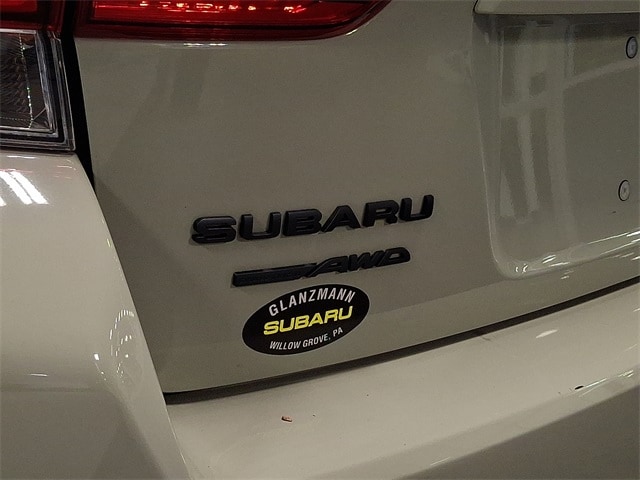 SUBARU
AWD
GLANZMANN
SUBARU
WILLOW GROVE, PA